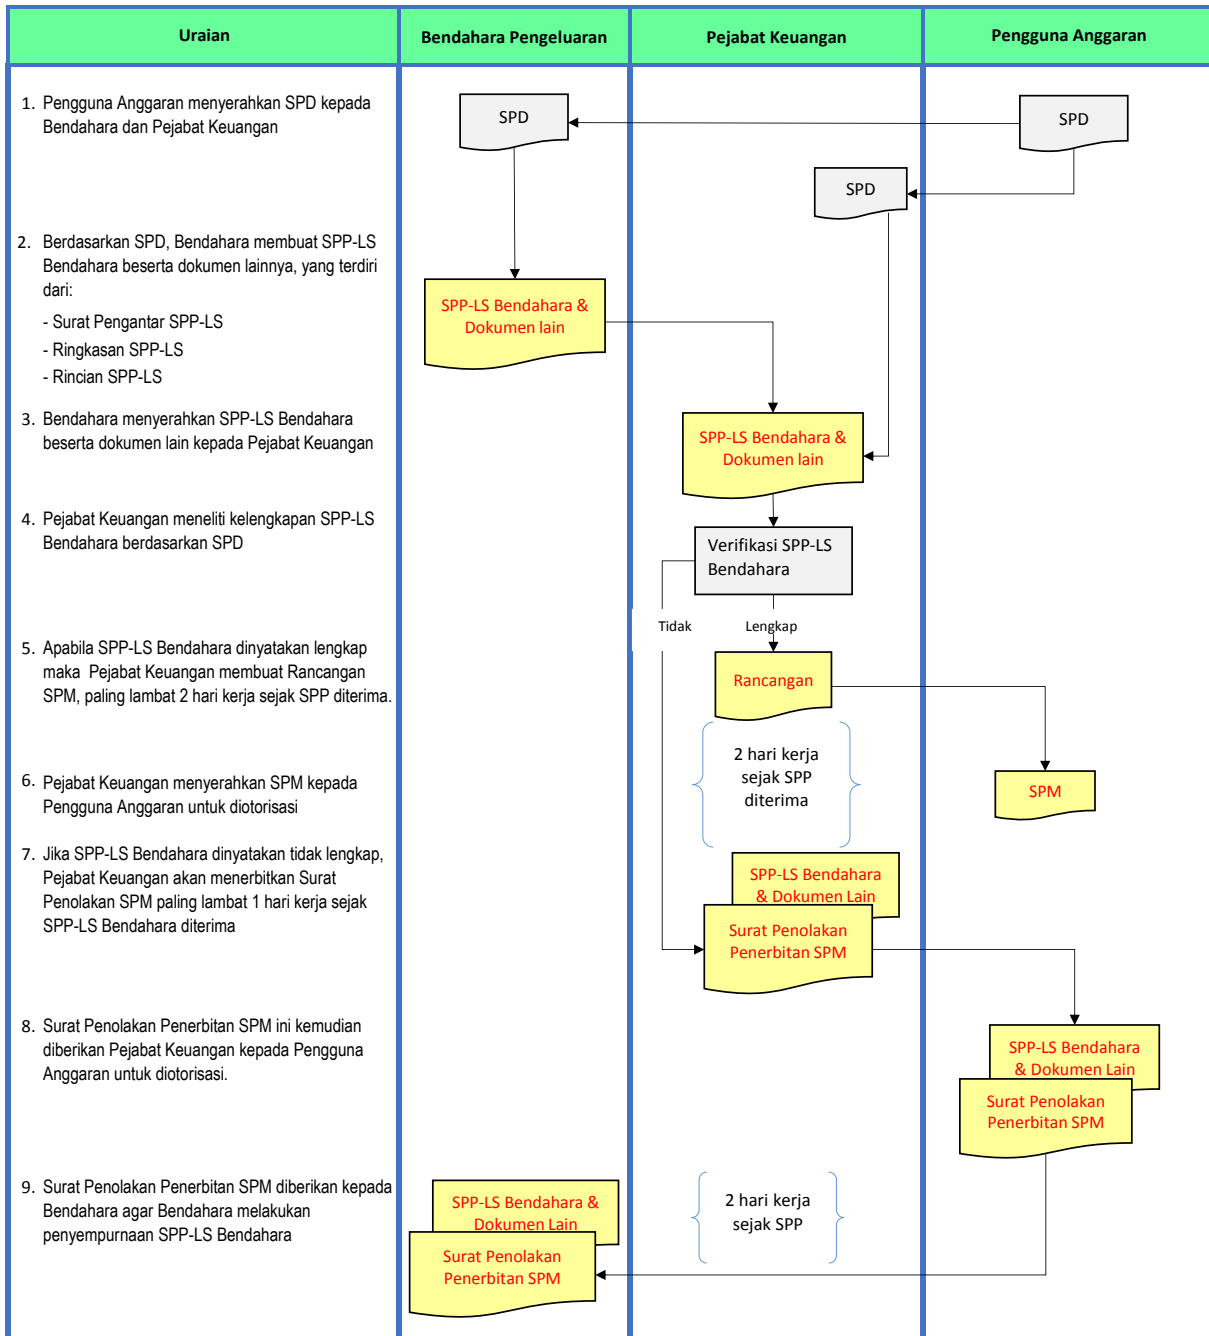 Uraian
Bendahara Pengeluaran
Pejabat Keuangan
Pengguna Anggaran
1. Pengguna Anggaran menyerahkan SPD kepada
Bendahara dan Pejabat Keuangan
SPD
SPD
SPD
2. Berdasarkan SPD, Bendahara membuat SPP-LS
Bendahara beserta dokumen lainnya, yang terdiri
dari:
- Surat Pengantar SPP-LS
- Ringkasan SPP-LS
- Rincian SPP-LS
SPP-LS Bendahara &
Dokumen lain
3. Bendahara menyerahkan SPP-LS Bendahara
beserta dokumen lain kepada Pejabat Keuangan
SPP-LS Bendahara &
Dokumen lain
4. Pejabat Keuangan meneliti kelengkapan SPP-LS
Bendahara berdasarkan SPD
Verifikasi SPP-LS
Bendahara
Tidak
Lengkap
5. Apabila SPP-LS Bendahara dinyatakan lengkap
maka Pejabat Keuangan membuat Rancangan
SPM, paling lambat 2 hari kerja sejak SPP diterima.
Rancangan
2 hari kerja
sejak SPP
diterima
6. Pejabat Keuangan menyerahkan SPM kepada
Pengguna Anggaran untuk diotorisasi
SPM
7. Jika SPP-LS Bendahara dinyatakan tidak lengkap,
Pejabat Keuangan akan menerbitkan Surat
Penolakan SPM paling lambat 1 hari kerja sejak
SPP-LS Bendahara diterima
SPP-LS Bendahara
& Dokumen Lain
Surat Penolakan
Penerbitan SPM
8. Surat Penolakan Penerbitan SPM ini kemudian
diberikan Pejabat Keuangan kepada Pengguna
Anggaran untuk diotorisasi.
SPP-LS Bendahara
& Dokumen Lain
Surat Penolakan
Penerbitan SPM
9. Surat Penolakan Penerbitan SPM diberikan kepada
Bendahara agar Bendahara melakukan
penyempurnaan SPP-LS Bendahara
SPP-LS Bendahara &
Dokumen Lain
Surat Penolakan
Penerbitan SPM
2 hari kerja
sejak SPP